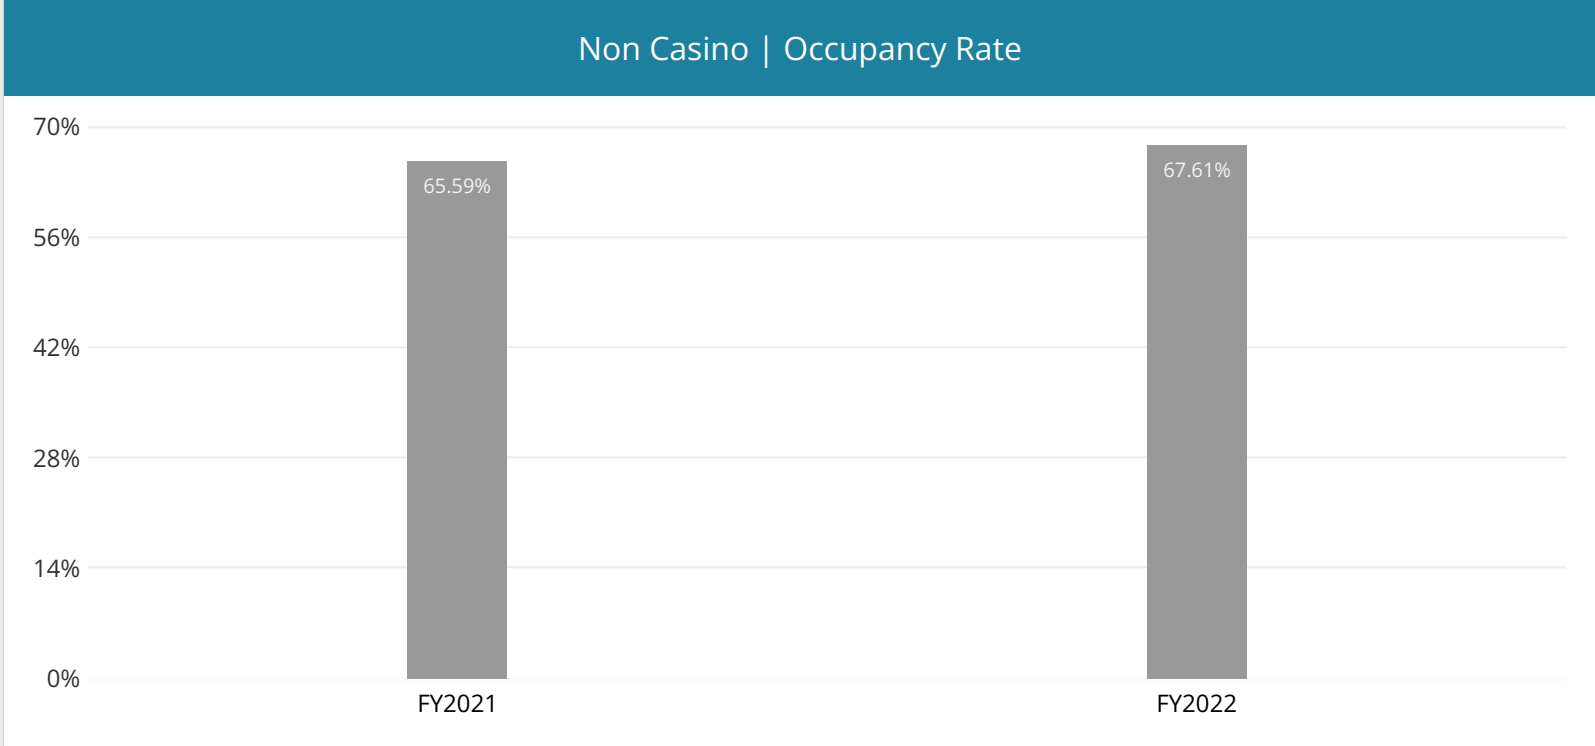 Non Casino | Occupancy Rate
70%
65.59%
67.61%
56%
42%
28%
14%
0%
FY2021
FY2022